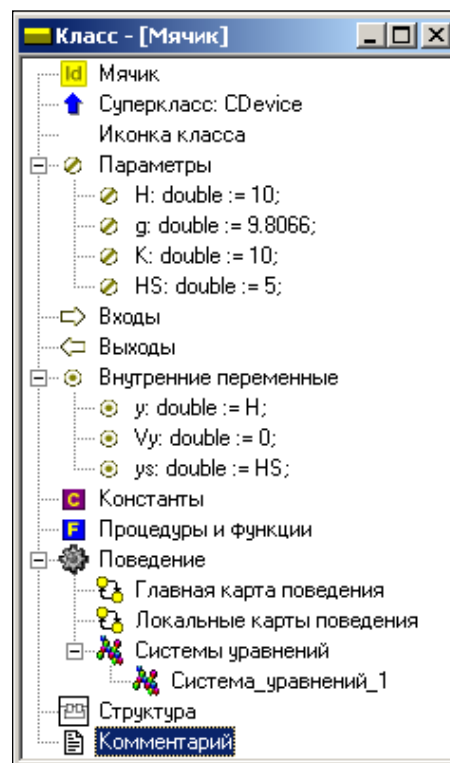 Класс - [Мячик]
Id Мячик
Суперкласс: CDevice
Иконка класса
Параметры
H: double := 10;
g: double := 9.8066;
K: double := 10;
HS: double := 5;
Входы
Выходы
Внутренние переменные
y: double := H;
Vy: double := 0;
ys: double := HS;
C Константы
F Процедуры и функции
Поведение
Главная карта поведения
Локальные карты поведения
Системы уравнений
Система_уравнений_1
Структура
Комментарий